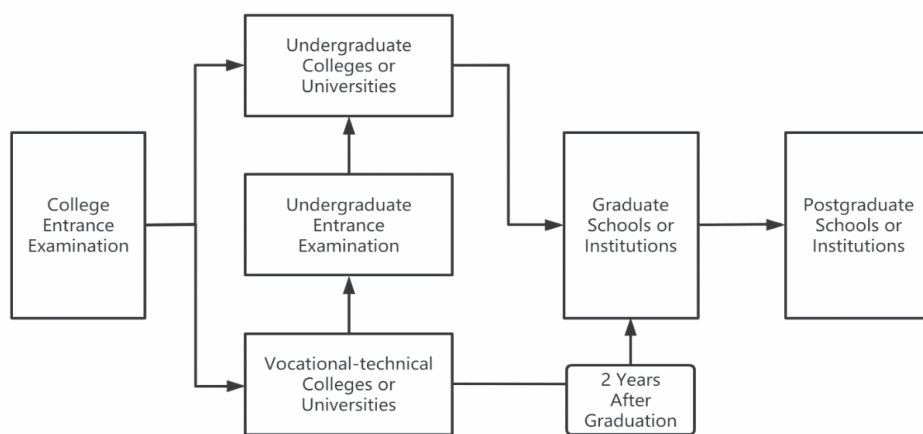 Undergraduate
Colleges or
Universities
College
Entrance
Examination
Undergraduate
Entrance
Examination
Graduate
Schools or
Institutions
Postgraduate
Schools or
Institutions
Vocational-technical
Colleges or
Universities
2 Years
After
Graduation